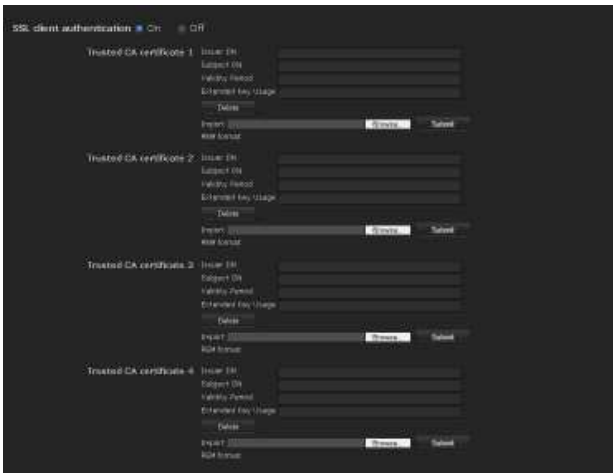 SSL client authentication On Off
Trusted CA certificate 1 Issuer DN
Subject DN
Validity Period
Extended Key Usage
Delete
Import Browse... Submit
PEM format
Trusted CA certificate 2 Issuer DN
Subject DN
Validity Period
Extended Key Usage
Delete
Import Browse... Submit
PEM format
Trusted CA certificate 3 Issuer DN
Subject DN
Validity Period
Extended Key Usage
Delete
Import Browse... Submit
PEM format
Trusted CA certificate 4 Issuer DN
Subject DN
Validity Period
Extended Key Usage
Delete
Import Browse... Submit
PEM format